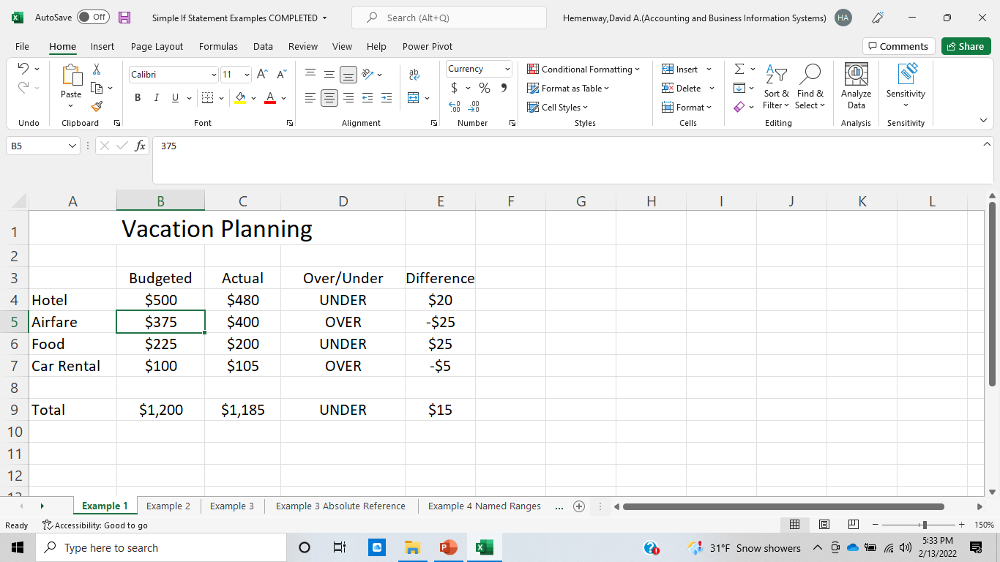 AutoSave Off Simple If Statement Examples COMPLETED Search (Alt+Q) Hemenway,David A.(Accounting and Business Information Systems) HA
File Home Insert Page Layout Formulas Data Review View Help Power Pivot Comments Share
Calibri 11 Currency Conditional Formatting Insert
Paste Format as Table Delete Sort & Filter Find & Select Analyze Data Sensitivity
B I U A $ % Cell Styles Format
Undo Clipboard Font Alignment Number Styles Cells Editing Analysis Sensitivity
B5 fx 375
A B C D E F G H I J K L
1 Vacation Planning
2
3 Budgeted Actual Over/Under Difference
4 Hotel $500 $480 UNDER $20
5 Airfare $375 $400 OVER -$25
6 Food $225 $200 UNDER $25
7 Car Rental $100 $105 OVER -$5
8
9 Total $1,200 $1,185 UNDER $15
10
11
12
Example 1 Example 2 Example 3 Example 3 Absolute Reference Example 4 Named Ranges ...
Ready Accessibility: Good to go 150%
Type here to search 31°F Snow showers 5:33 PM
2/13/2022